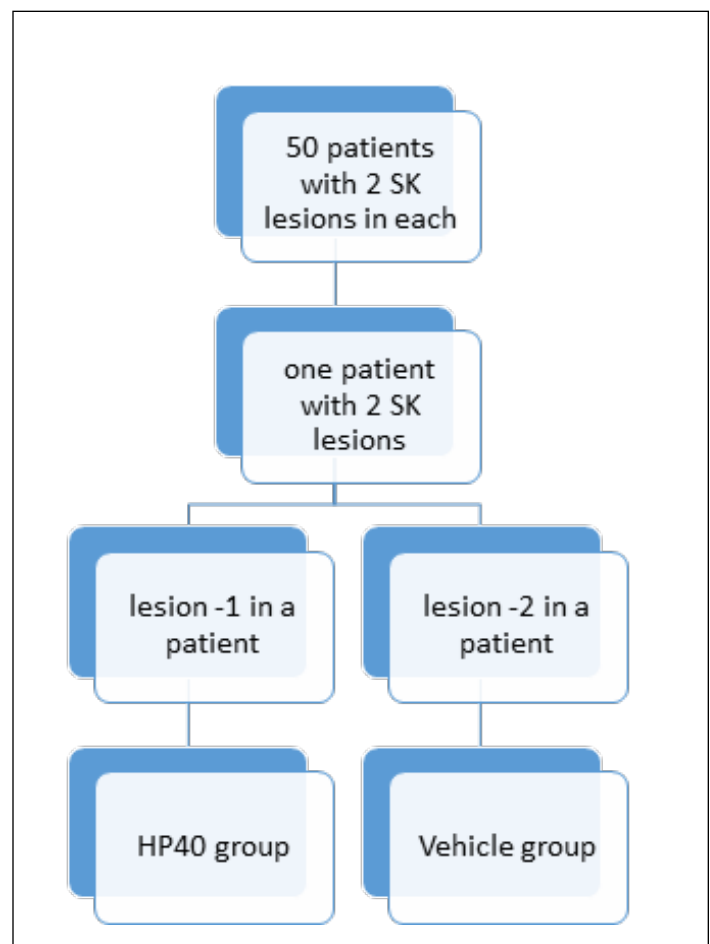 50 patients
with 2 SK
lesions in each
one patient
with 2 SK
lesions
lesion -1 in a
patient
lesion -2 in a
patient
HP40 group
Vehicle group